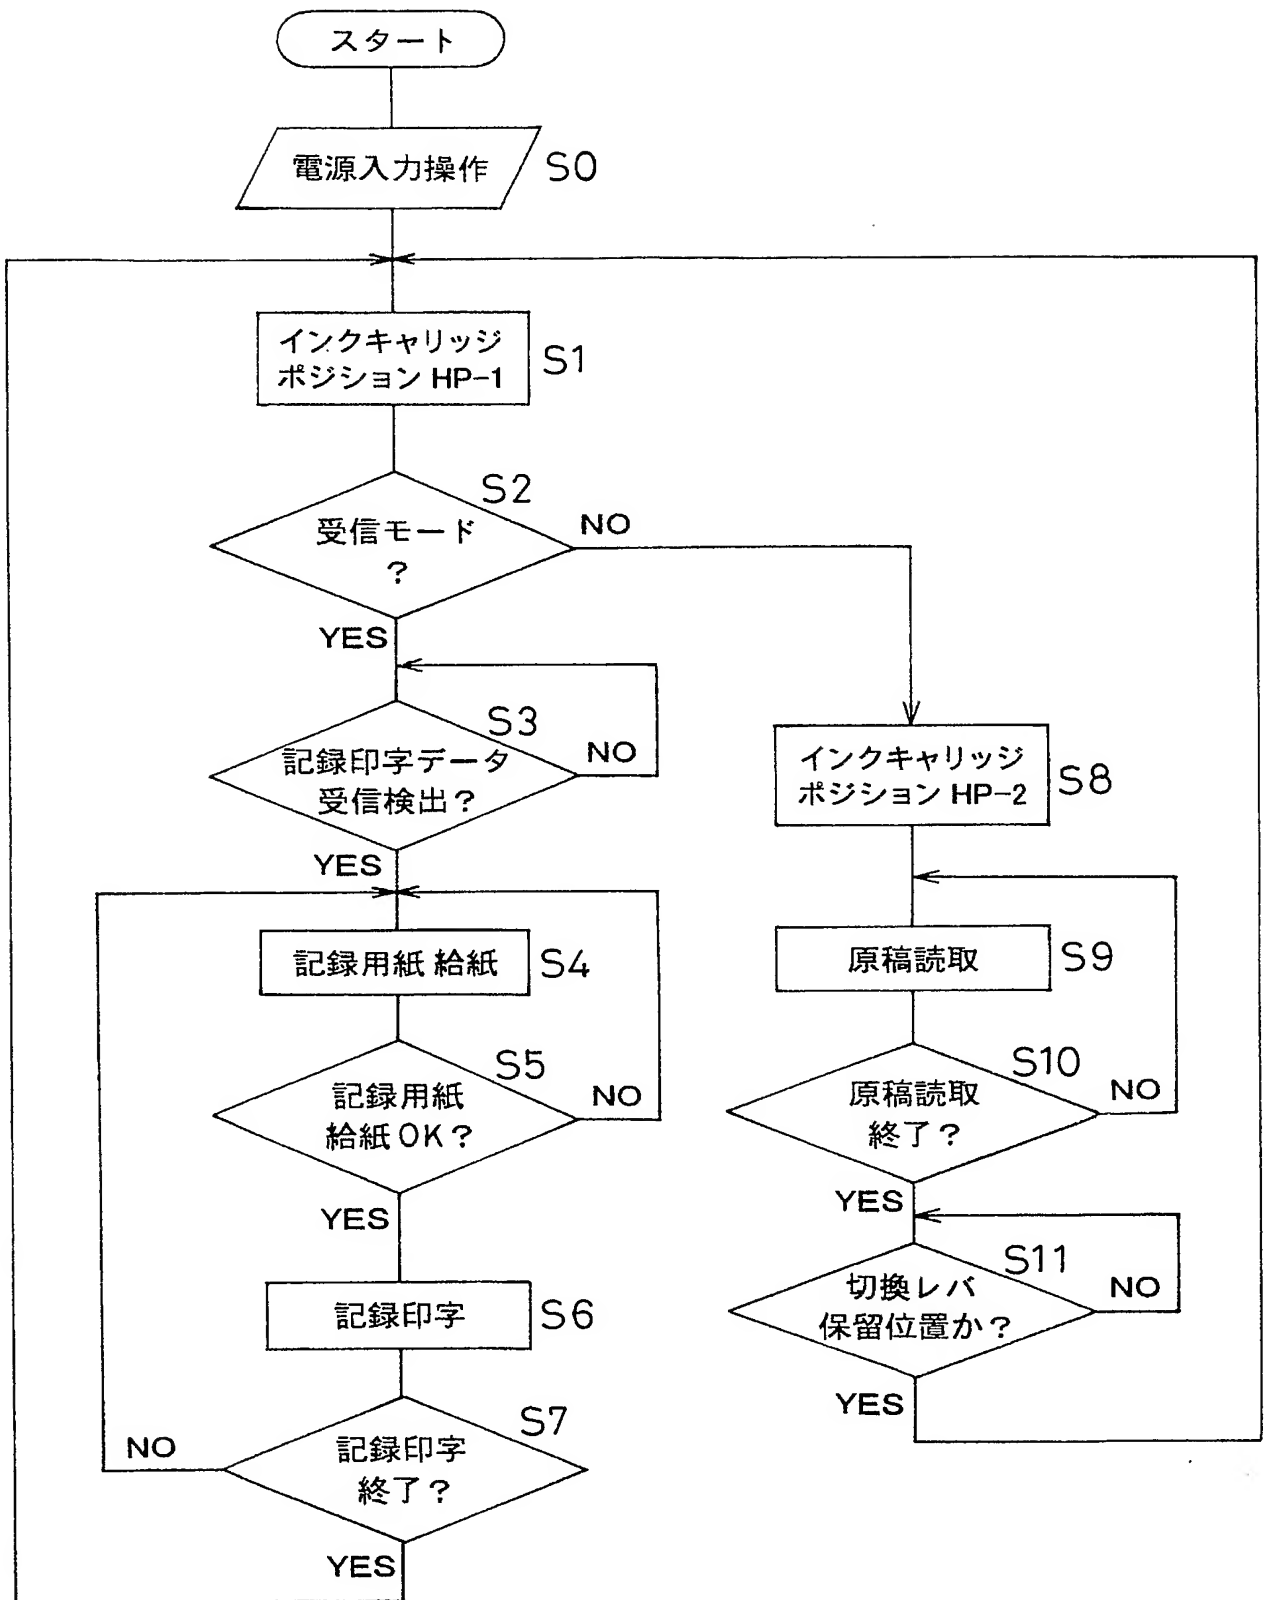 スタート
電源入力操作
S0
インクキャリッジ
ポジション HP-1
S1
S2
受信モード
?
NO
YES
S3
記録印字データ
受信検出?
NO
YES
記録用紙 給紙
S4
S5
記録用紙
給紙OK?
NO
YES
記録印字
S6
S7
記録印字
終了?
NO
YES
インクキャリッジ
ポジション HP-2
S8
原稿読取
S9
S10
原稿読取
終了?
NO
YES
S11
切換レバ
保留位置か?
NO
YES